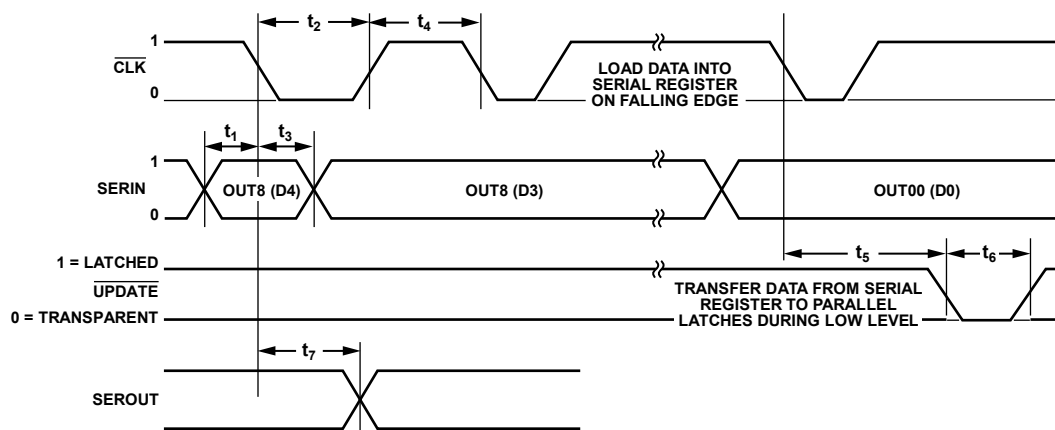 t2
t4
1
CLK
0
LOAD DATA INTO
SERIAL REGISTER
ON FALLING EDGE
t1
t3
1
SERIN
0
OUT8 (D4)
OUT8 (D3)
OUT00 (D0)
t5
t6
1 = LATCHED
UPDATE
0 = TRANSPARENT
TRANSFER DATA FROM SERIAL
REGISTER TO PARALLEL
LATCHES DURING LOW LEVEL
t7
SEROUT